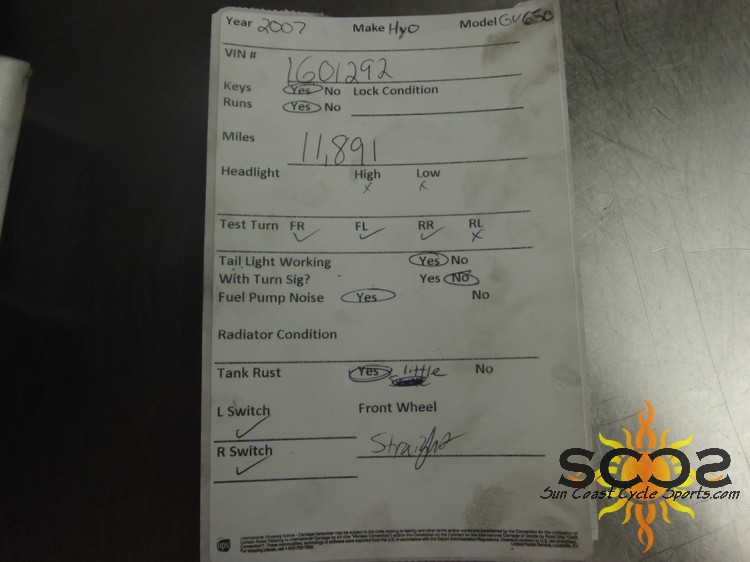 Year 2007 Make HyO Model GV650
VIN # 1601292
Keys Yes No Lock Condition
Runs Yes No
Miles 11,891
Headlight High Low
x x
Test Turn FR FL RR RL
✓ ✓ ✓ x
Tail Light Working Yes No
With Turn Sig? Yes No
Fuel Pump Noise Yes No
Radiator Condition
Tank Rust Yes little No
L Switch Front Wheel
✓ Straight
R Switch
✓
SCCS
Sun Coast Cycle Sports.com
ups